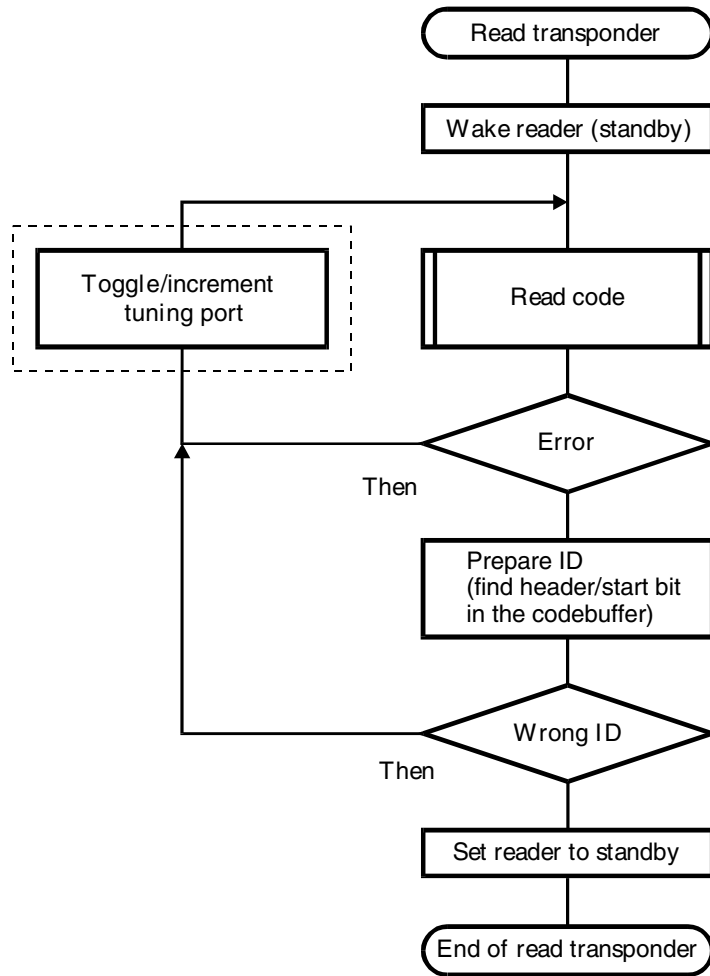 Read transponder
Wake reader (standby)
Toggle/increment
tuning port
Read code
Error
Then
Prepare ID
(find header/start bit
in the codebuffer)
Wrong ID
Then
Set reader to standby
End of read transponder